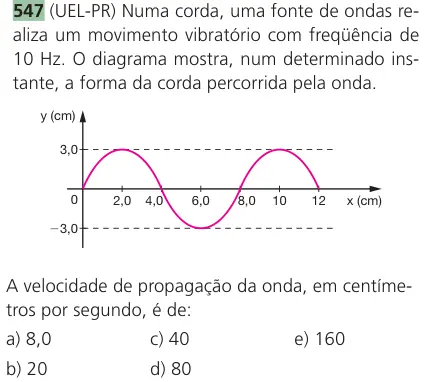 547 (UEL-PR) Numa corda, uma fonte de ondas re-
aliza um movimento vibratório com freqüência de
10 Hz. O diagrama mostra, num determinado ins-
tante, a forma da corda percorrida pela onda.
y (cm)
3,0
0 2,0 4,0 6,0 8,0 10 12 x (cm)
−3,0
A velocidade de propagação da onda, em centíme-
tros por segundo, é de:
a) 8,0 c) 40 e) 160
b) 20 d) 80